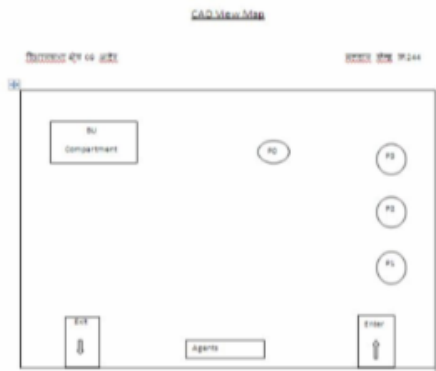 CAD View Map
BU
Compartment
PO
P3
P2
P1
Exit
Enter
Agents